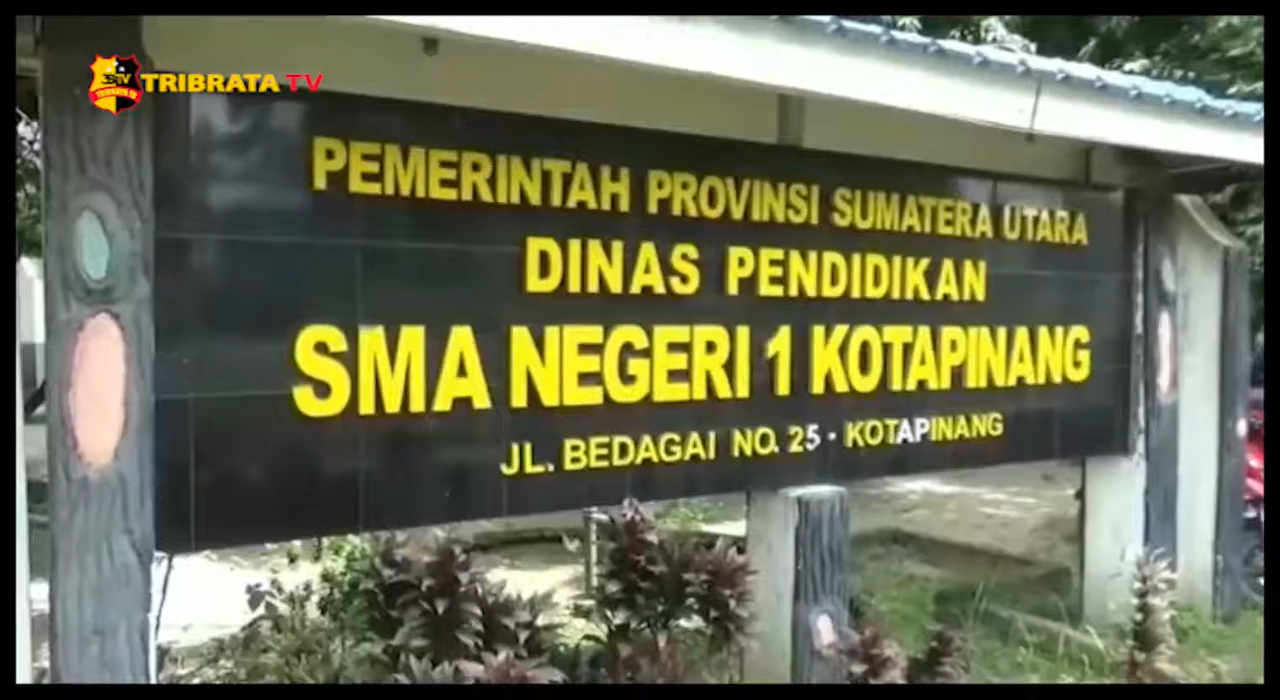 TRIBRATA TV
PEMERINTAH PROVINSI SUMATERA UTARA
DINAS PENDIDIKAN
SMA NEGERI 1 KOTAPINANG
JL. BEDAGAI NO. 25 - KOTAPINANG